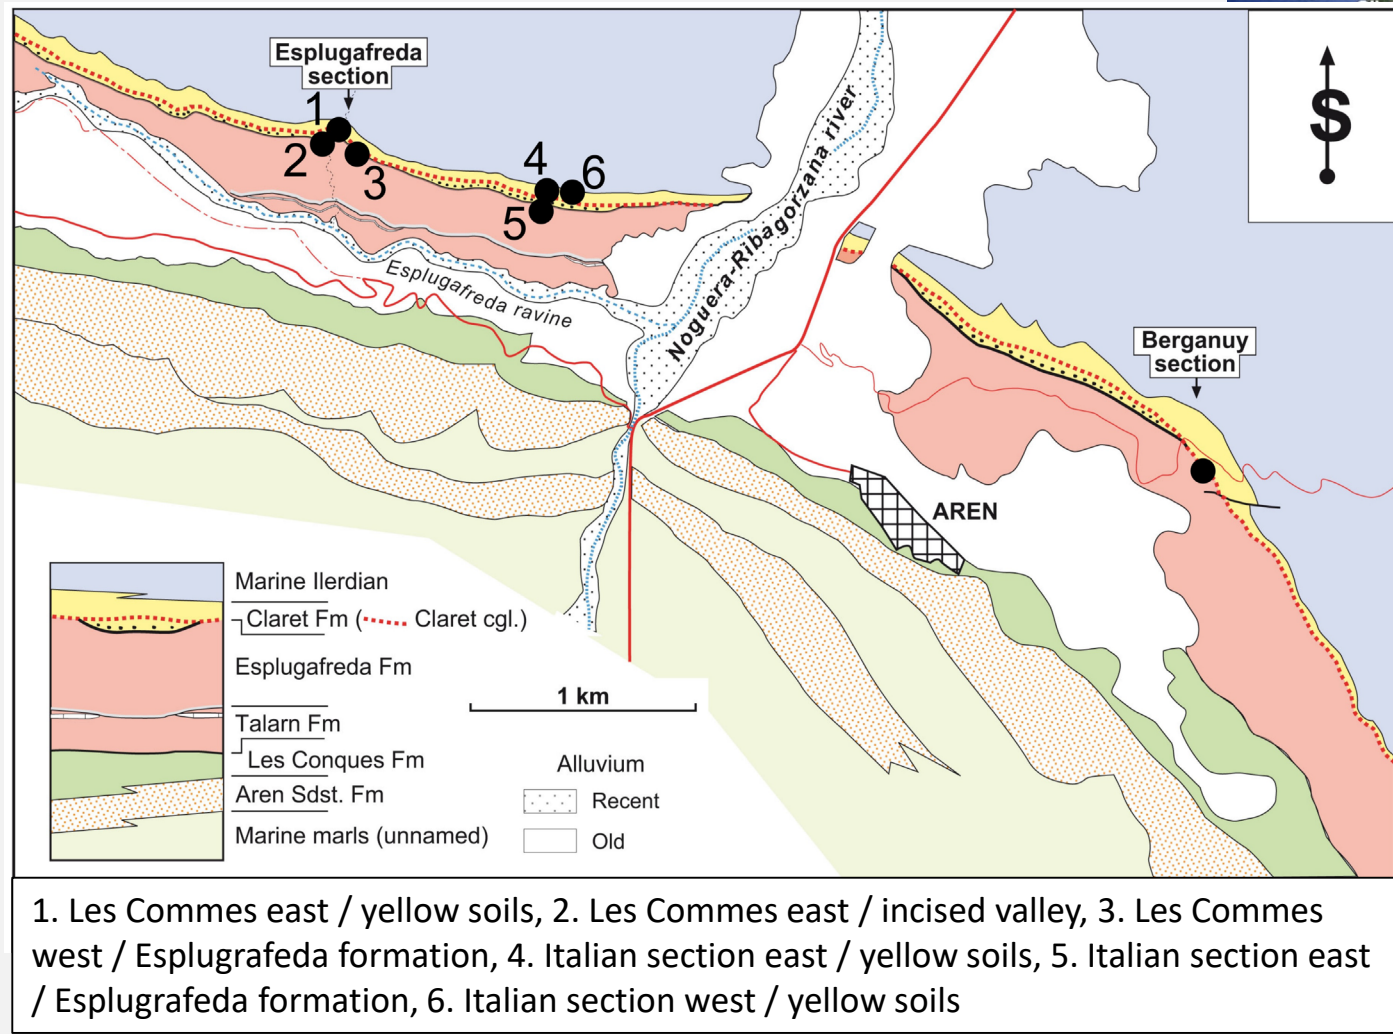 Esplugafreda
section
1
2
3
4
6
5
S
Noguera-Ribagorzana river
Esplugafreda ravine
Berganuy
section
AREN
Marine Ilerdian
Claret Fm ( Claret cgl.)
Esplugafreda Fm
Talarn Fm
Les Conques Fm
Aren Sdst. Fm
Marine marls (unnamed)
1 km
Alluvium
Recent
Old
1. Les Commes east / yellow soils, 2. Les Commes east / incised valley, 3. Les Commes
west / Esplugrafeda formation, 4. Italian section east / yellow soils, 5. Italian section east
/ Esplugrafeda formation, 6. Italian section west / yellow soils